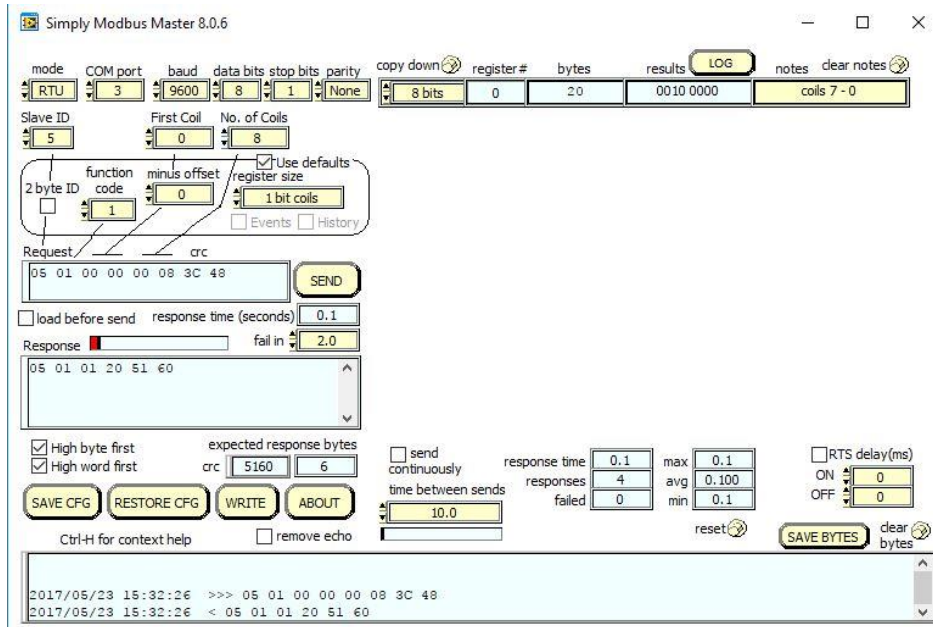 Simply Modbus Master 8.0.6
mode COM port baud data bits stop bits parity copy down register # bytes results LOG notes clear notes
RTU 3 9600 8 1 None 8 bits 0 20 0010 0000 coils 7 - 0
Slave ID First Coil No. of Coils
5 0 8
Use defaults
2 byte ID function code minus offset register size
1 0 1 bit coils
Events History
Request crc
05 01 00 00 00 08 3C 48 SEND
load before send response time (seconds) 0.1
Response fail in 2.0
05 01 01 20 51 60
High byte first expected response bytes
High word first crc 5160 6
SAVE CFG RESTORE CFG WRITE ABOUT
Ctrl-H for context help remove echo
send continuously response time 0.1 max 0.1 RTS delay(ms)
responses 4 avg 0.100 ON 0
time between sends failed 0 min 0.1 OFF 0
10.0
reset SAVE BYTES clear bytes
2017/05/23 15:32:26 >>> 05 01 00 00 00 08 3C 48
2017/05/23 15:32:26 < 05 01 01 20 51 60